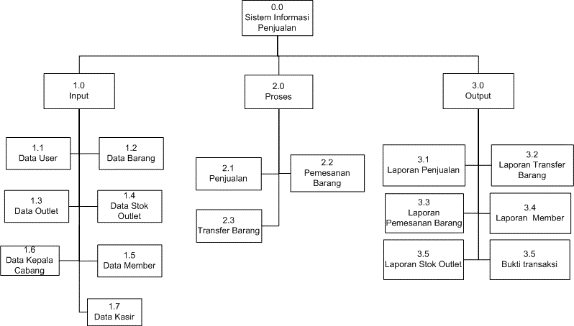 0.0
Sistem Informasi
Penjualan
1.0
Input
2.0
Proses
3.0
Output
1.1
Data User
1.2
Data Barang
1.3
Data Outlet
1.4
Data Stok
Outlet
1.6
Data Kepala
Cabang
1.5
Data Member
1.7
Data Kasir
2.1
Penjualan
2.2
Pemesanan
Barang
2.3
Transfer Barang
3.1
Laporan Penjualan
3.2
Laporan Transfer
Barang
3.3
Laporan
Pemesanan Barang
3.4
Laporan Member
3.5
Laporan Stok Outlet
3.5
Bukti transaksi